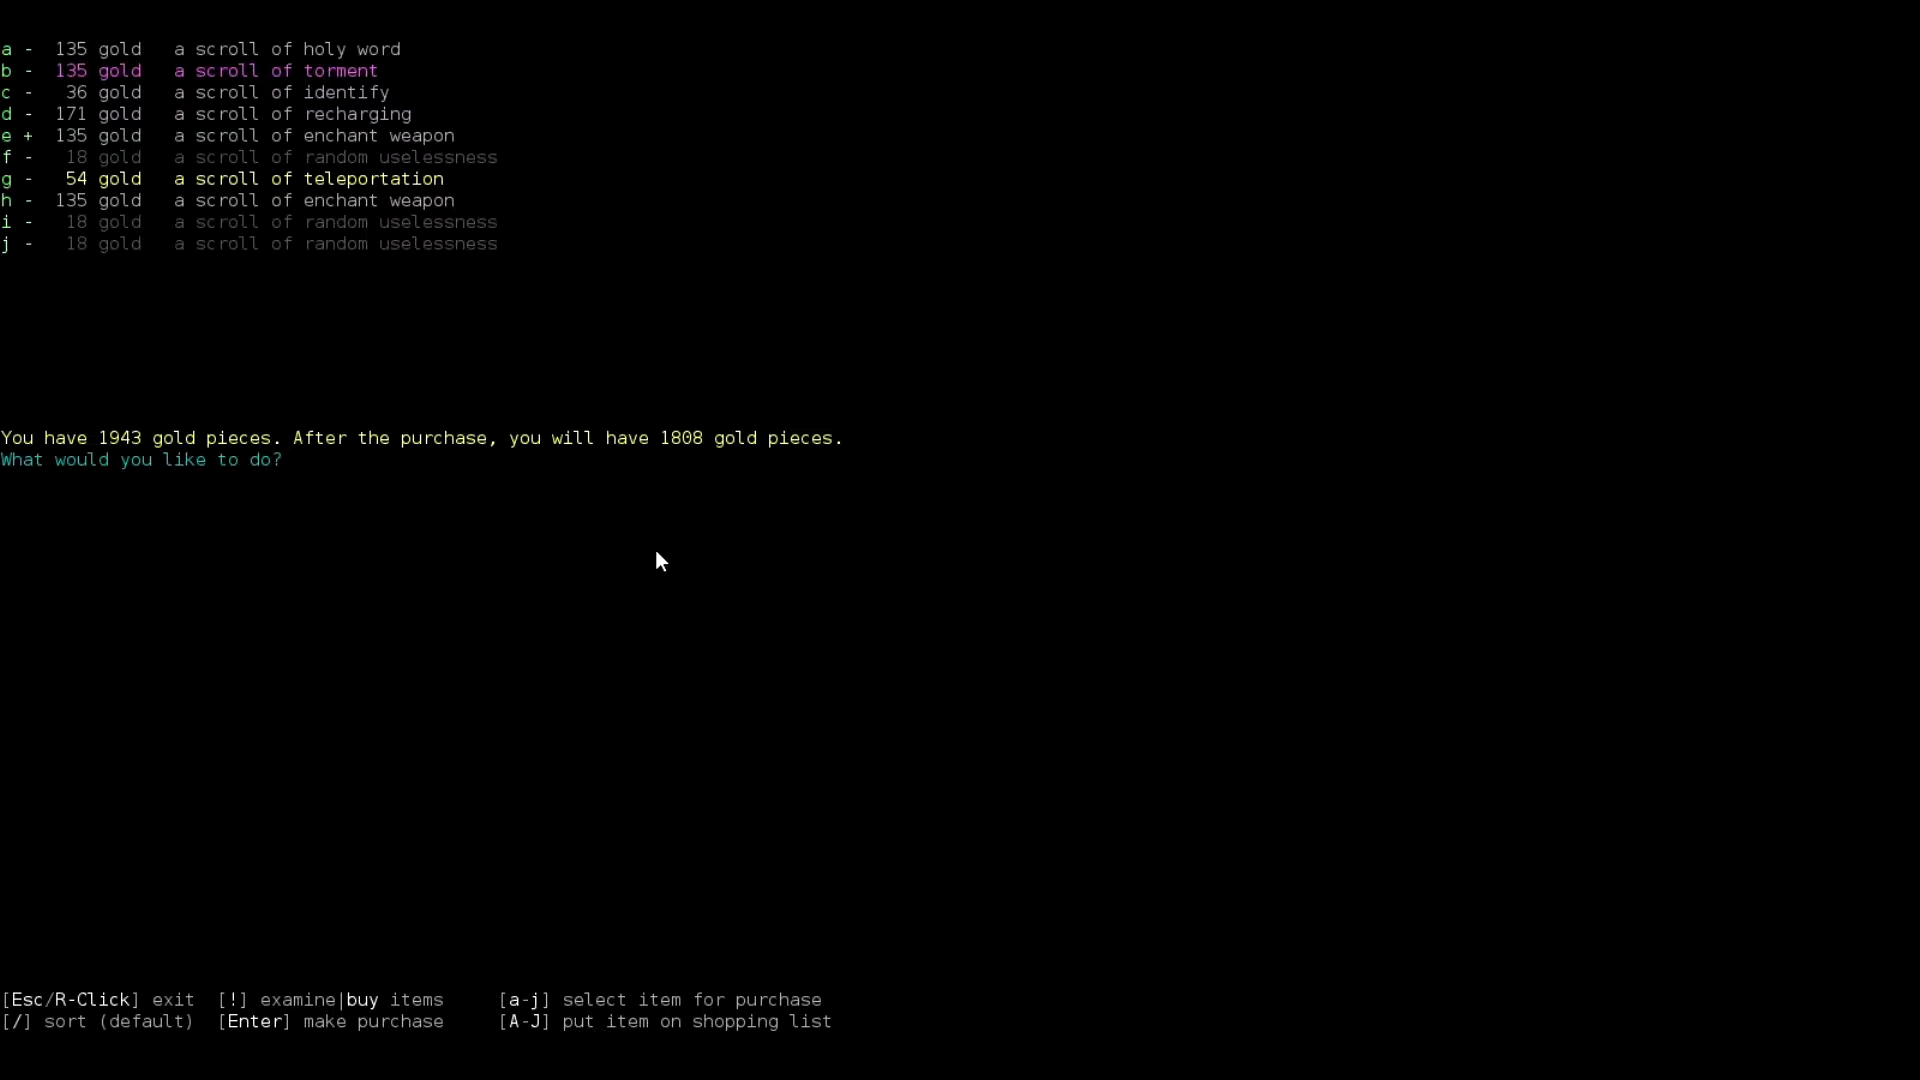 a -  135 gold   a scroll of holy word
b -  135 gold   a scroll of torment
c -   36 gold   a scroll of identify
d -  171 gold   a scroll of recharging
e +  135 gold   a scroll of enchant weapon
f -   18 gold   a scroll of random uselessness
g -   54 gold   a scroll of teleportation
h -  135 gold   a scroll of enchant weapon
i -   18 gold   a scroll of random uselessness
j -   18 gold   a scroll of random uselessness
You have 1943 gold pieces. After the purchase, you will have 1808 gold pieces.
What would you like to do?
[Esc/R-Click] exit  [!] examine|buy items     [a-j] select item for purchase
[/] sort (default)  [Enter] make purchase     [A-J] put item on shopping list